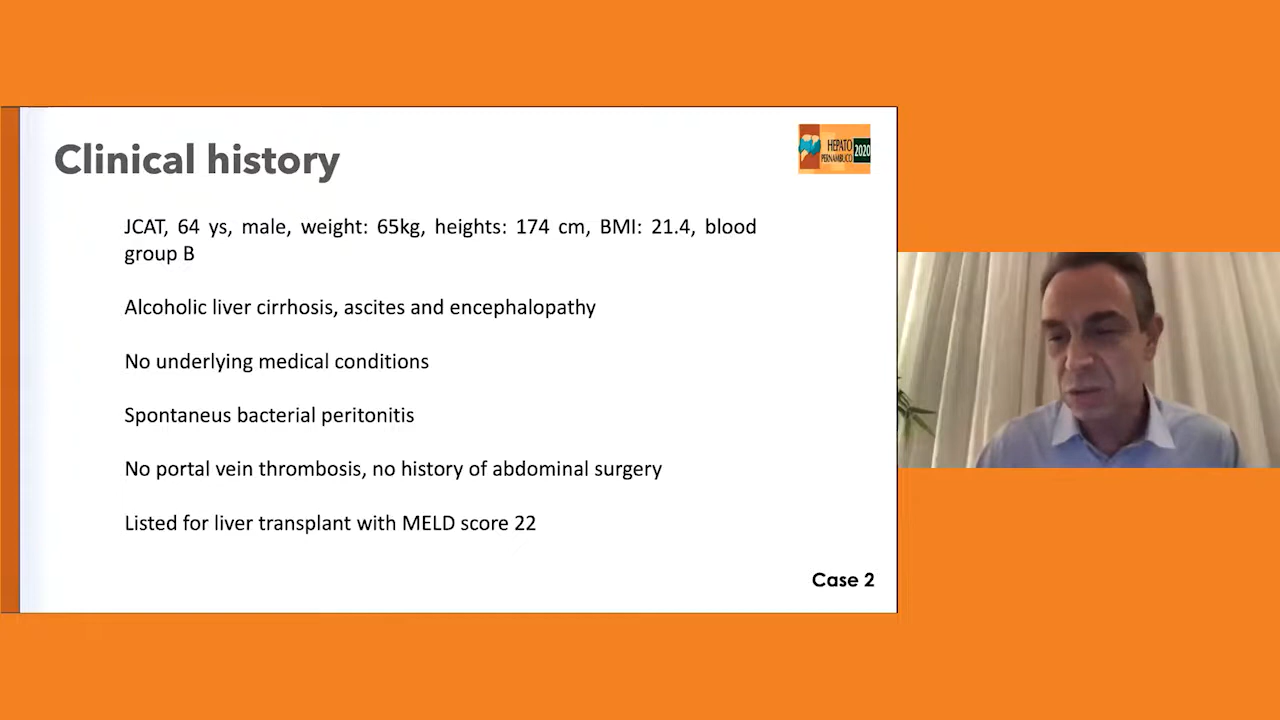 Clinical history
HEPATO
PERNAMBUCO
2020
JCAT, 64 ys, male, weight: 65kg, heights: 174 cm, BMI: 21.4, blood
group B
Alcoholic liver cirrhosis, ascites and encephalopathy
No underlying medical conditions
Spontaneus bacterial peritonitis
No portal vein thrombosis, no history of abdominal surgery
Listed for liver transplant with MELD score 22
Case 2